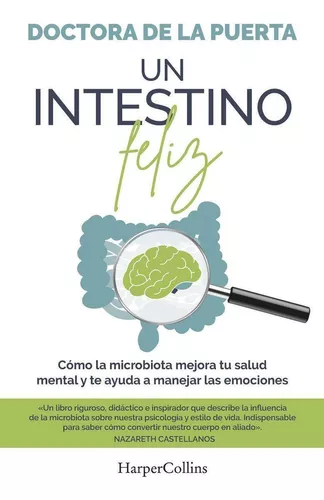 DOCTORA DE LA PUERTA
UN
INTESTINO
feliz
Cómo la microbiota mejora tu salud
mental y te ayuda a manejar las emociones
«Un libro riguroso, didáctico e inspirador que describe la influencia
de la microbiota sobre nuestra psicología y estilo de vida. Indispensable
para saber cómo convertir nuestro cuerpo en aliado».
NAZARETH CASTELLANOS
HarperCollins